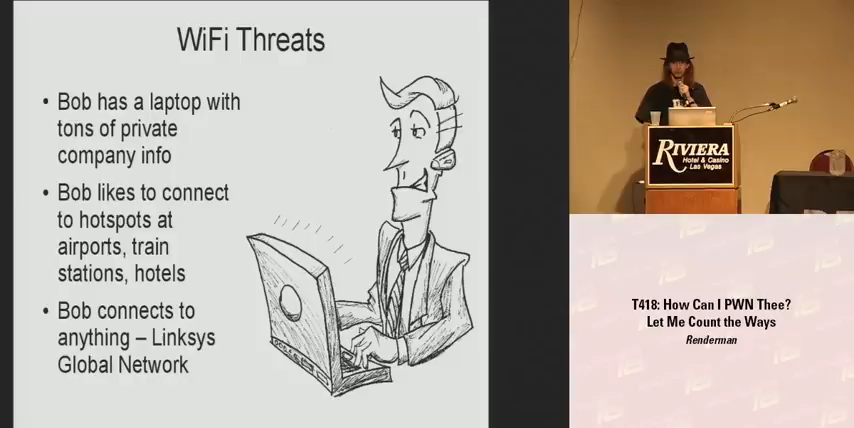 WiFi Threats
• Bob has a laptop with
tons of private
company info
• Bob likes to connect
to hotspots at
airports, train
stations, hotels
• Bob connects to
anything – Linksys
Global Network
RIVIERA
Hotel & Casino
Las Vegas
T418: How Can I PWN Thee?
Let Me Count the Ways
Renderman